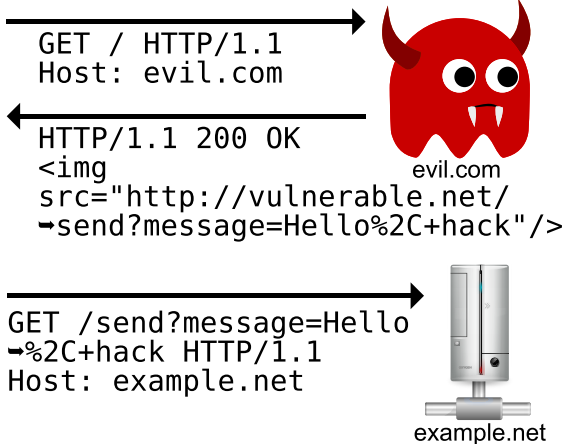 GET / HTTP/1.1
Host: evil.com
HTTP/1.1 200 OK
<img
src="http://vulnerable.net/
➥send?message=Hello%2C+hack"/>
evil.com
GET /send?message=Hello
➥%2C+hack HTTP/1.1
Host: example.net
example.net